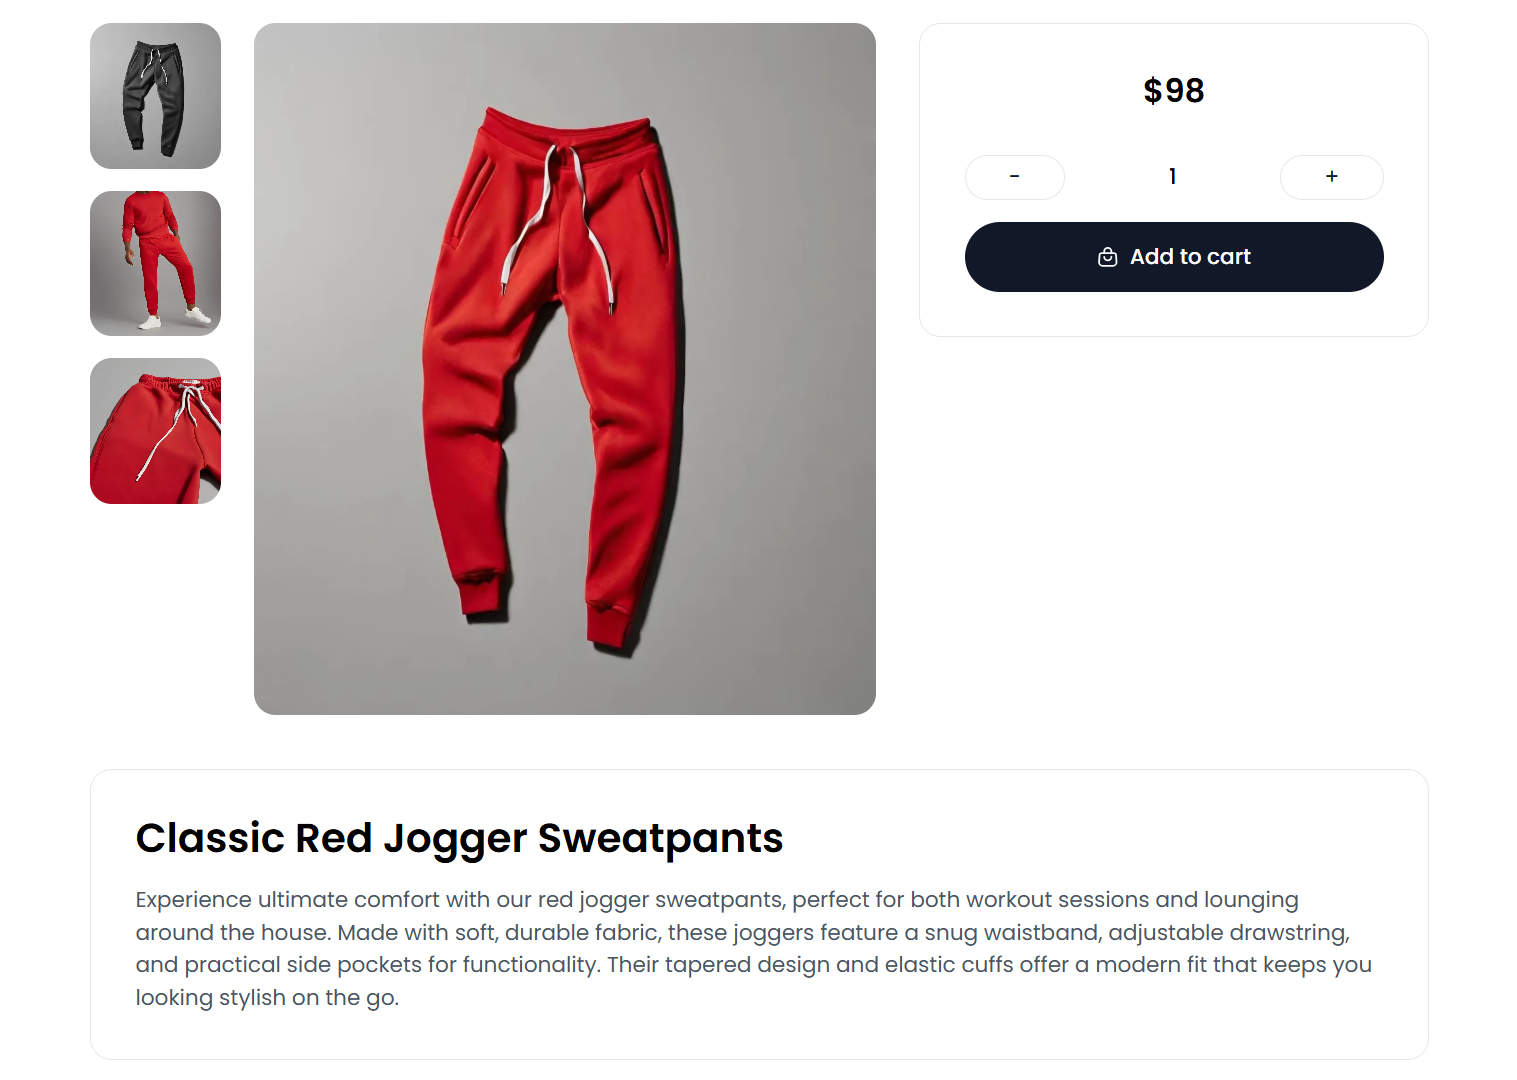 $98
- 1 +
Add to cart
Classic Red Jogger Sweatpants
Experience ultimate comfort with our red jogger sweatpants, perfect for both workout sessions and lounging
around the house. Made with soft, durable fabric, these joggers feature a snug waistband, adjustable drawstring,
and practical side pockets for functionality. Their tapered design and elastic cuffs offer a modern fit that keeps you
looking stylish on the go.